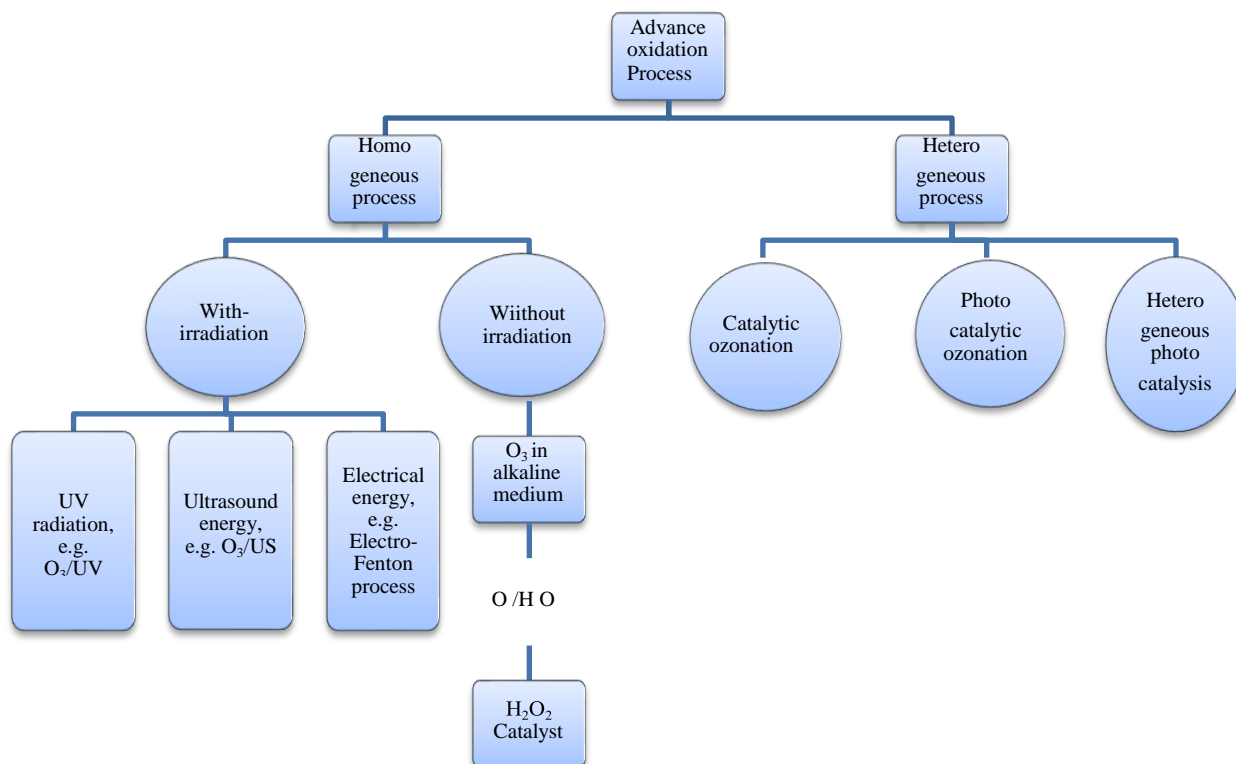 Advance
oxidation
Process
Homo
geneous
process
Hetero
geneous
process
With-
irradiation
Wiithout
irradiation
Catalytic
ozonation
Photo
catalytic
ozonation
Hetero
geneous
photo
catalysis
UV
radiation,
e.g.
O₃/UV
Ultrasound
energy,
e.g. O₃/US
Electrical
energy,
e.g.
Electro-
Fenton
process
O₃ in
alkaline
medium
O /H O
H₂O₂
Catalyst